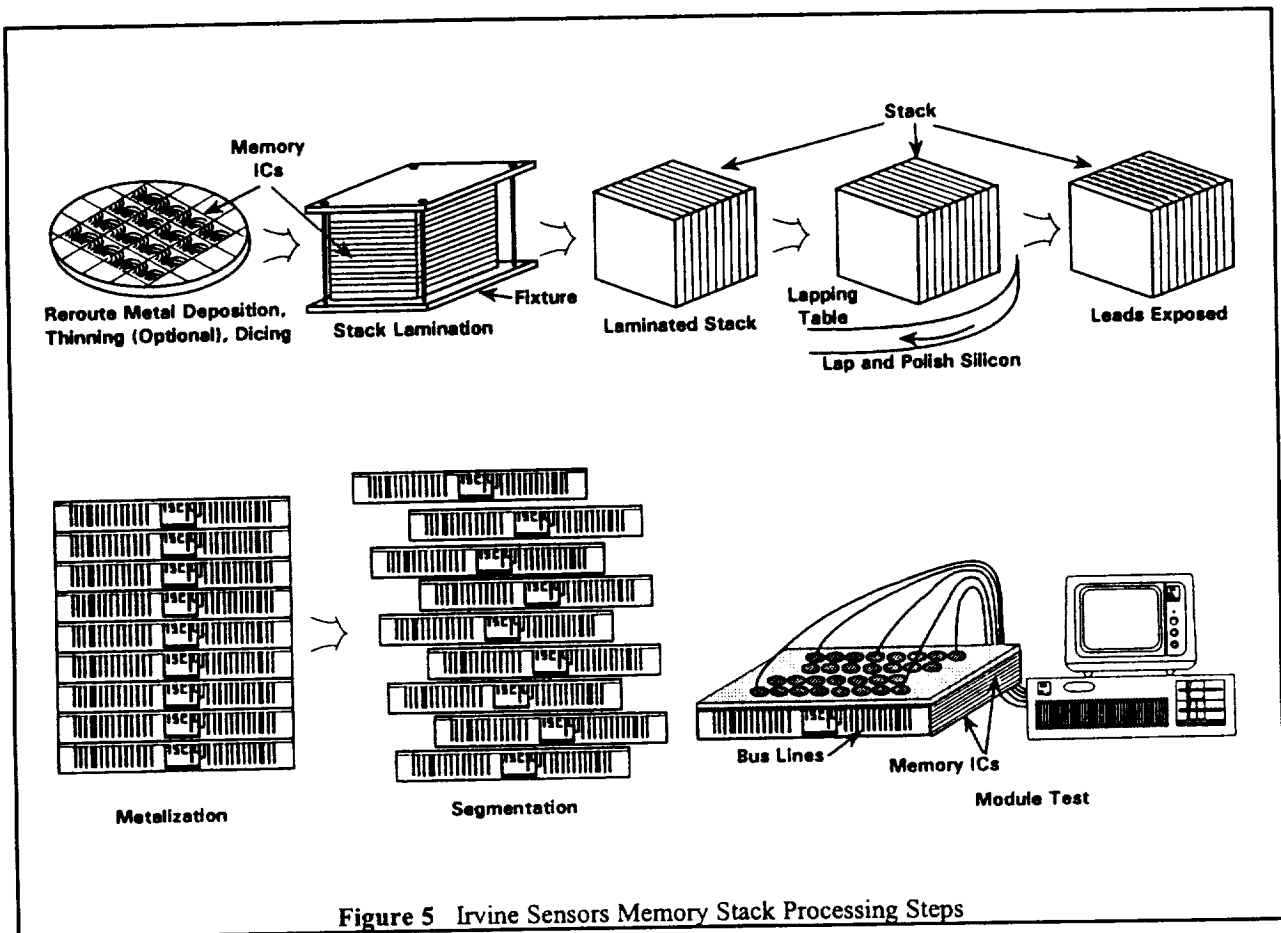 Stack
Memory
ICs
Fixture
Lapping
Table
Reroute Metal Deposition,
Thinning (Optional), Dicing
Stack Lamination
Laminated Stack
Lap and Polish Silicon
Leads Exposed
Bus Lines
Memory ICs
Metalization
Segmentation
Module Test
Figure 5 Irvine Sensors Memory Stack Processing Steps